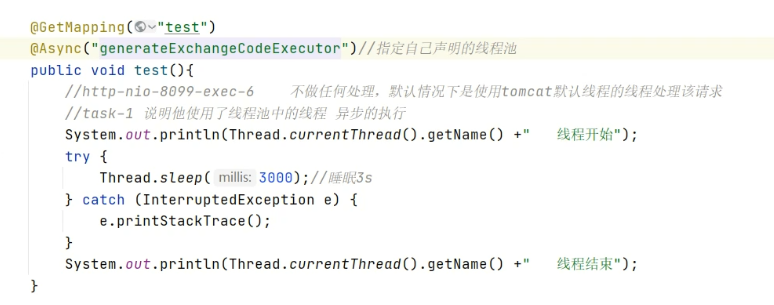 @GetMapping("test")
@Async("generateExchangeCodeExecutor")//指定自己声明的线程池
public void test(){
//http-nio-8099-exec-6 不做任何处理，默认情况下是使用tomcat默认线程的线程处理该请求
//task-1 说明他使用了线程池中的线程 异步的执行
System.out.println(Thread.currentThread().getName() +" 线程开始");
try {
Thread.sleep( millis: 3000);//睡眠3s
} catch (InterruptedException e) {
e.printStackTrace();
}
System.out.println(Thread.currentThread().getName() +" 线程结束");
}